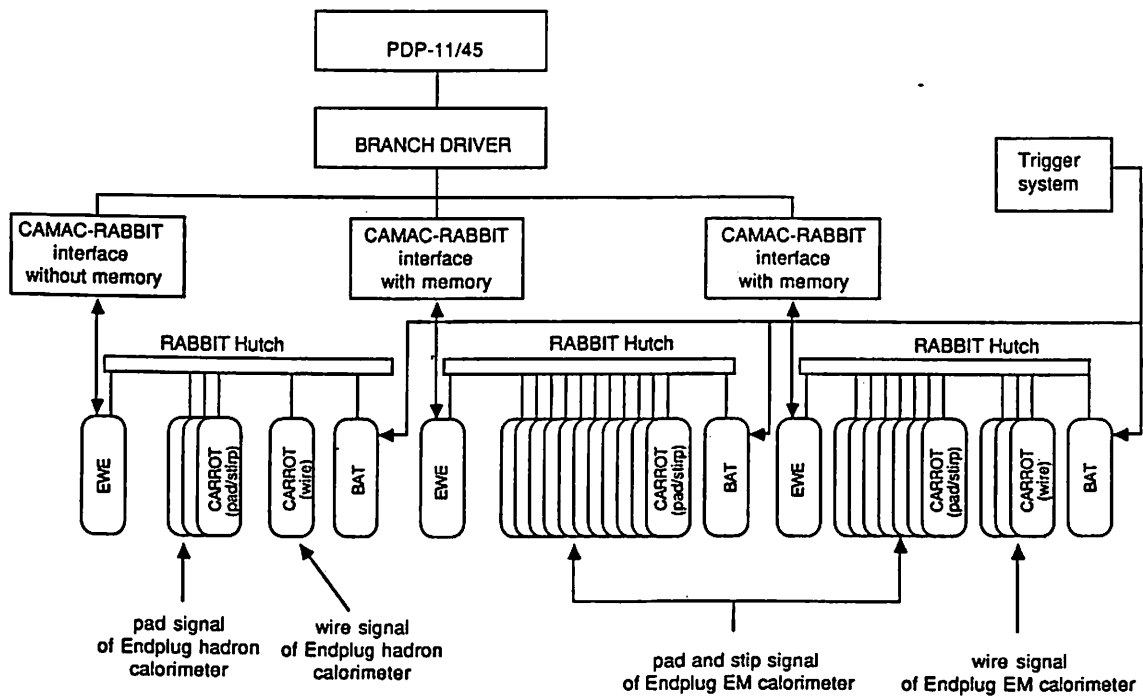 PDP-11/45
BRANCH DRIVER
Trigger
system
CAMAC-RABBIT
interface
without memory
CAMAC-RABBIT
interface
with memory
CAMAC-RABBIT
interface
with memory
RABBIT Hutch
RABBIT Hutch
RABBIT Hutch
EWE
CARROT
(pad/stirp)
CARROT
(wire)
BAT
EWE
CARROT
(pad/stirp)
BAT
EWE
CARROT
(pad/stirp)
CARROT
(wire)
BAT
pad signal
of Endplug hadron
calorimeter
wire signal
of Endplug hadron
calorimeter
pad and stip signal
of Endplug EM calorimeter
wire signal
of Endplug EM calorimeter